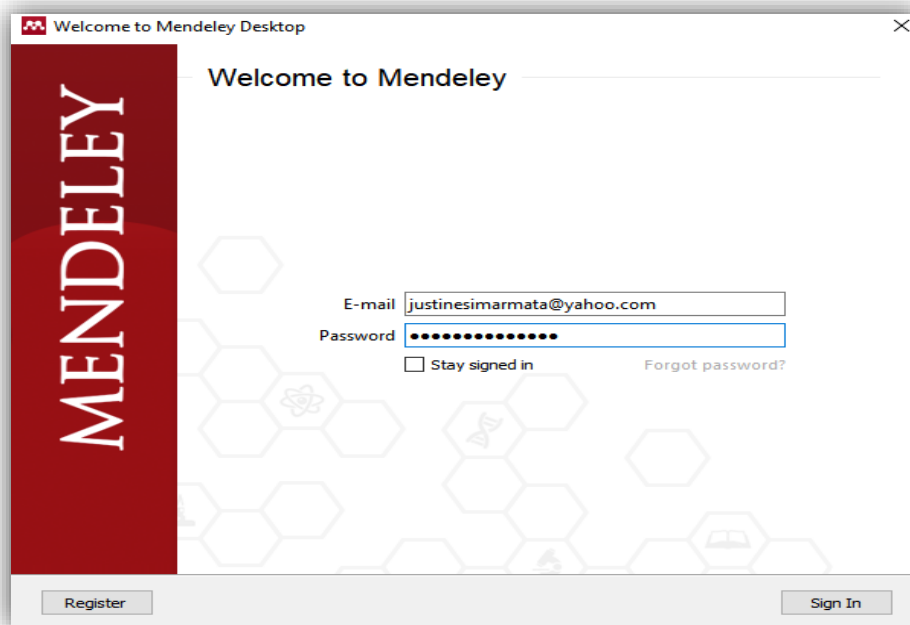 Welcome to Mendeley Desktop
Welcome to Mendeley
MENDELEY
E-mail justinesimarmata@yahoo.com
Password ••••••••••••••
Stay signed in Forgot password?
Register Sign In